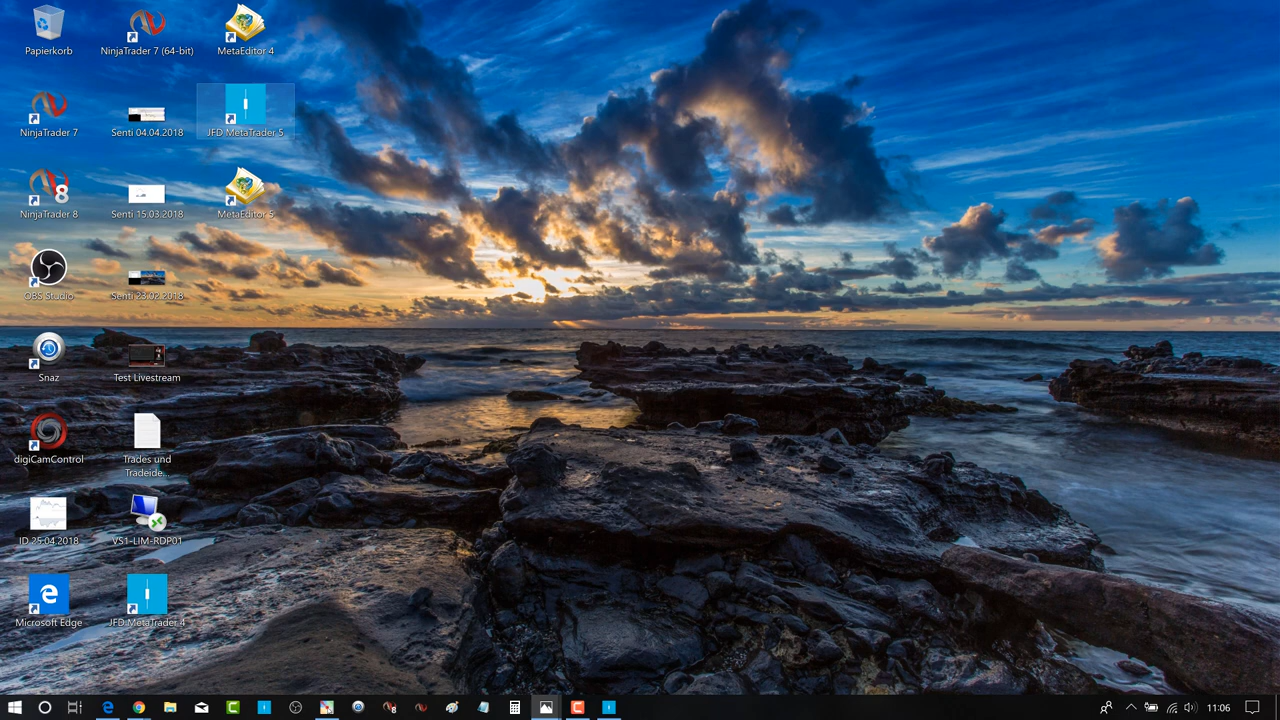 Papierkorb
NinjaTrader 7 (64-bit)
MetaEditor 4
NinjaTrader 7
Senti 04.04.2018
JFD MetaTrader 5
8
NinjaTrader 8
Senti 15.03.2018
MetaEditor 5
OBS Studio
Senti 23.02.2018
Snaz
Test Livestream
digiCamControl
Trades und
Tradeide...
ID 25.04.2018
VS1-LIM-RDP01
Microsoft Edge
JFD MetaTrader 4
11:06